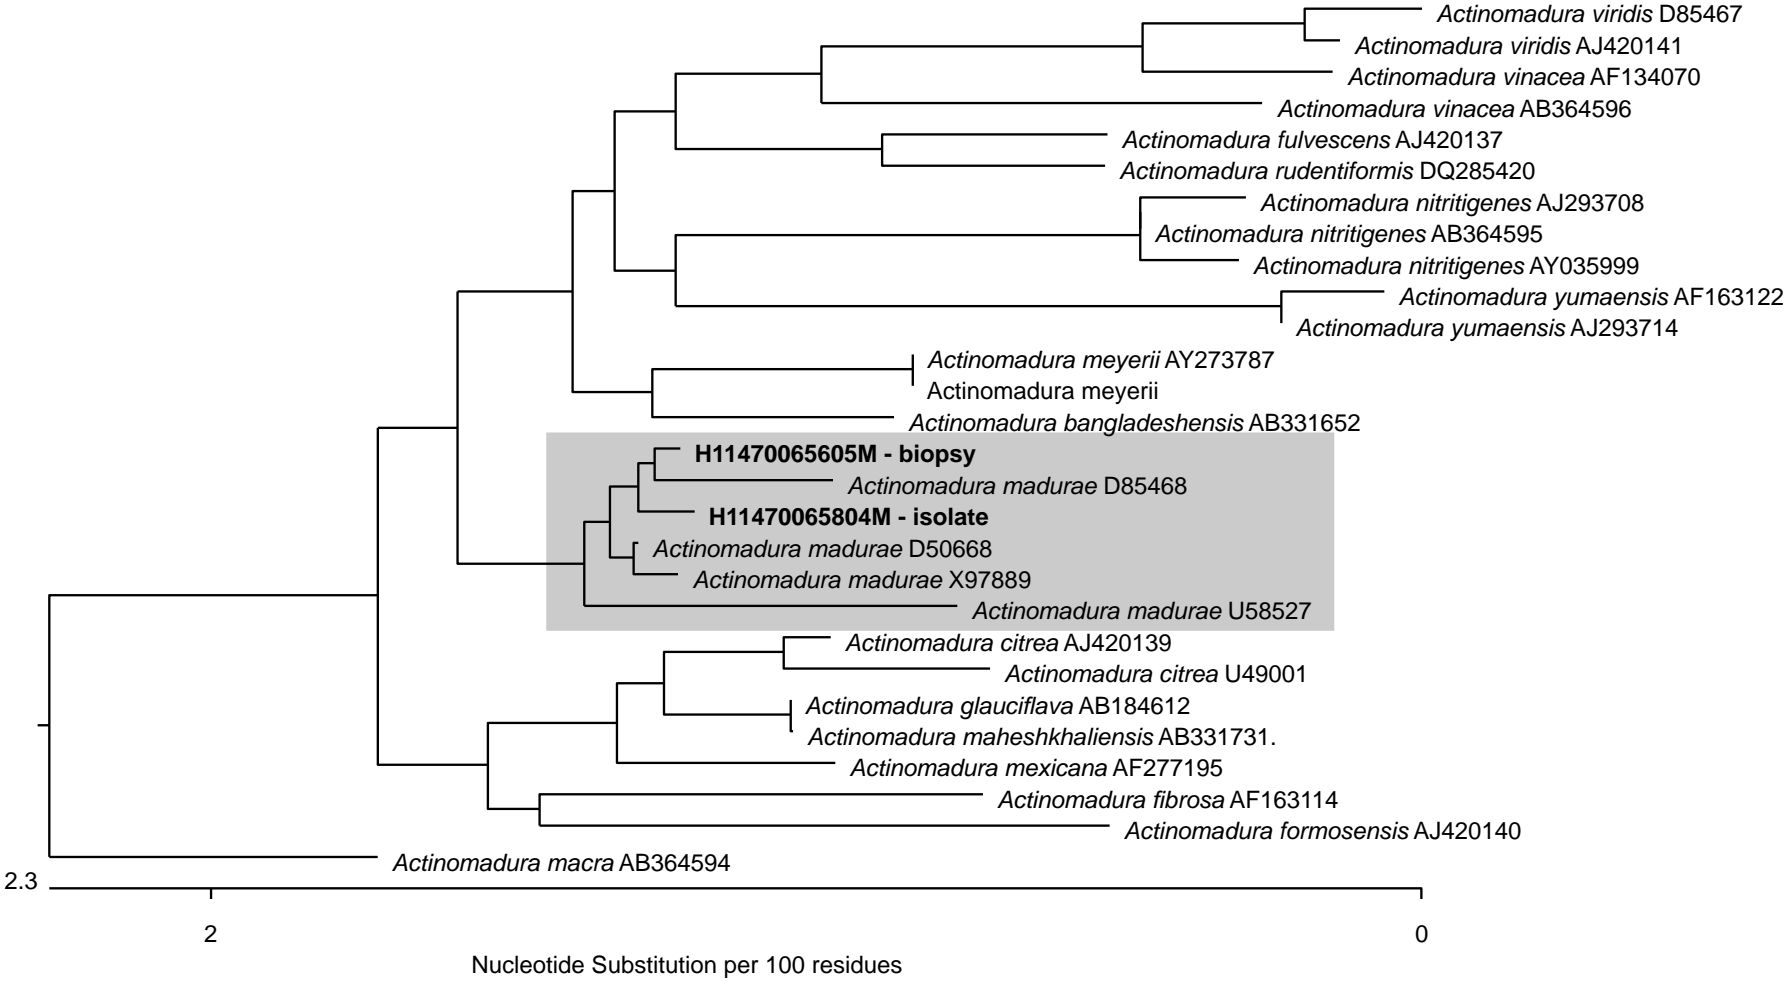 Actinomadura viridis D85467
Actinomadura viridis AJ420141
Actinomadura vinacea AF134070
Actinomadura vinacea AB364596
Actinomadura fulvescens AJ420137
Actinomadura rudentiformis DQ285420
Actinomadura nitritigenes AJ293708
Actinomadura nitritigenes AB364595
Actinomadura nitritigenes AY035999
Actinomadura yumaensis AF163122
Actinomadura yumaensis AJ293714
Actinomadura meyerii AY273787
Actinomadura meyerii
Actinomadura bangladeshensis AB331652
H11470065605M - biopsy
Actinomadura madurae D85468
H11470065804M - isolate
Actinomadura madurae D50668
Actinomadura madurae X97889
Actinomadura madurae U58527
Actinomadura citrea AJ420139
Actinomadura citrea U49001
Actinomadura glauciflava AB184612
Actinomadura maheshkhaliensis AB331731.
Actinomadura mexicana AF277195
Actinomadura fibrosa AF163114
Actinomadura formosensis AJ420140
Actinomadura macra AB364594
2.3
2 0
Nucleotide Substitution per 100 residues